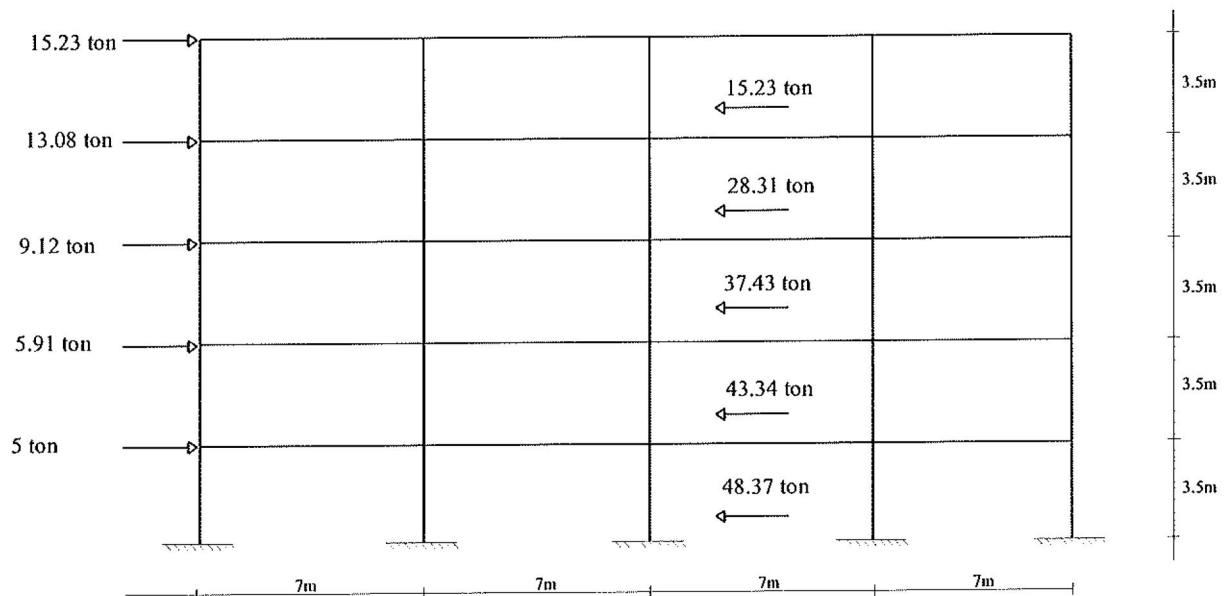 15.23 ton
15.23 ton
3.5m
13.08 ton
28.31 ton
3.5m
9.12 ton
37.43 ton
3.5m
5.91 ton
43.34 ton
3.5m
5 ton
48.37 ton
3.5m
7m 7m 7m 7m